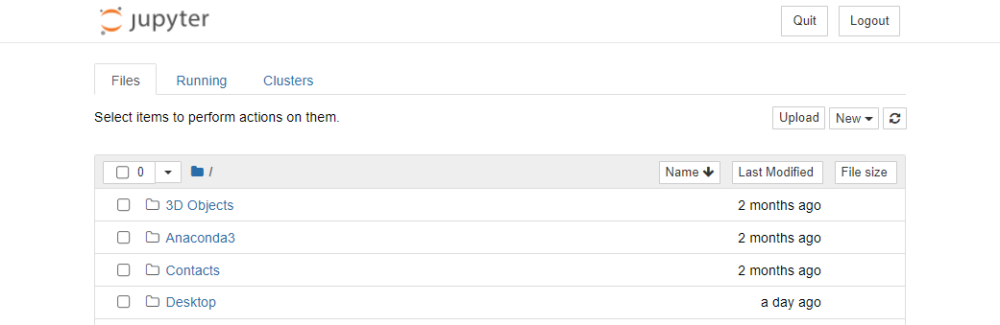 jupyter
Quit Logout
Files Running Clusters
Select items to perform actions on them.
Upload New
0 / Name Last Modified File size
3D Objects 2 months ago
Anaconda3 2 months ago
Contacts 2 months ago
Desktop a day ago